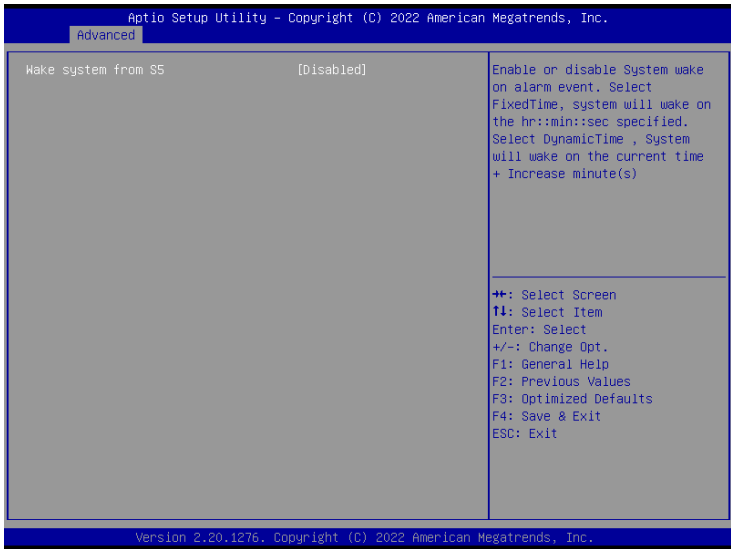 Aptio Setup Utility – Copyright (C) 2022 American Megatrends, Inc.
Advanced
Wake system from S5 [Disabled]
Enable or disable System wake
on alarm event. Select
FixedTime, system will wake on
the hr::min::sec specified.
Select DynamicTime , System
will wake on the current time
+ Increase minute(s)
→←: Select Screen
↑↓: Select Item
Enter: Select
+/-: Change Opt.
F1: General Help
F2: Previous Values
F3: Optimized Defaults
F4: Save & Exit
ESC: Exit
Version 2.20.1276. Copyright (C) 2022 American Megatrends, Inc.